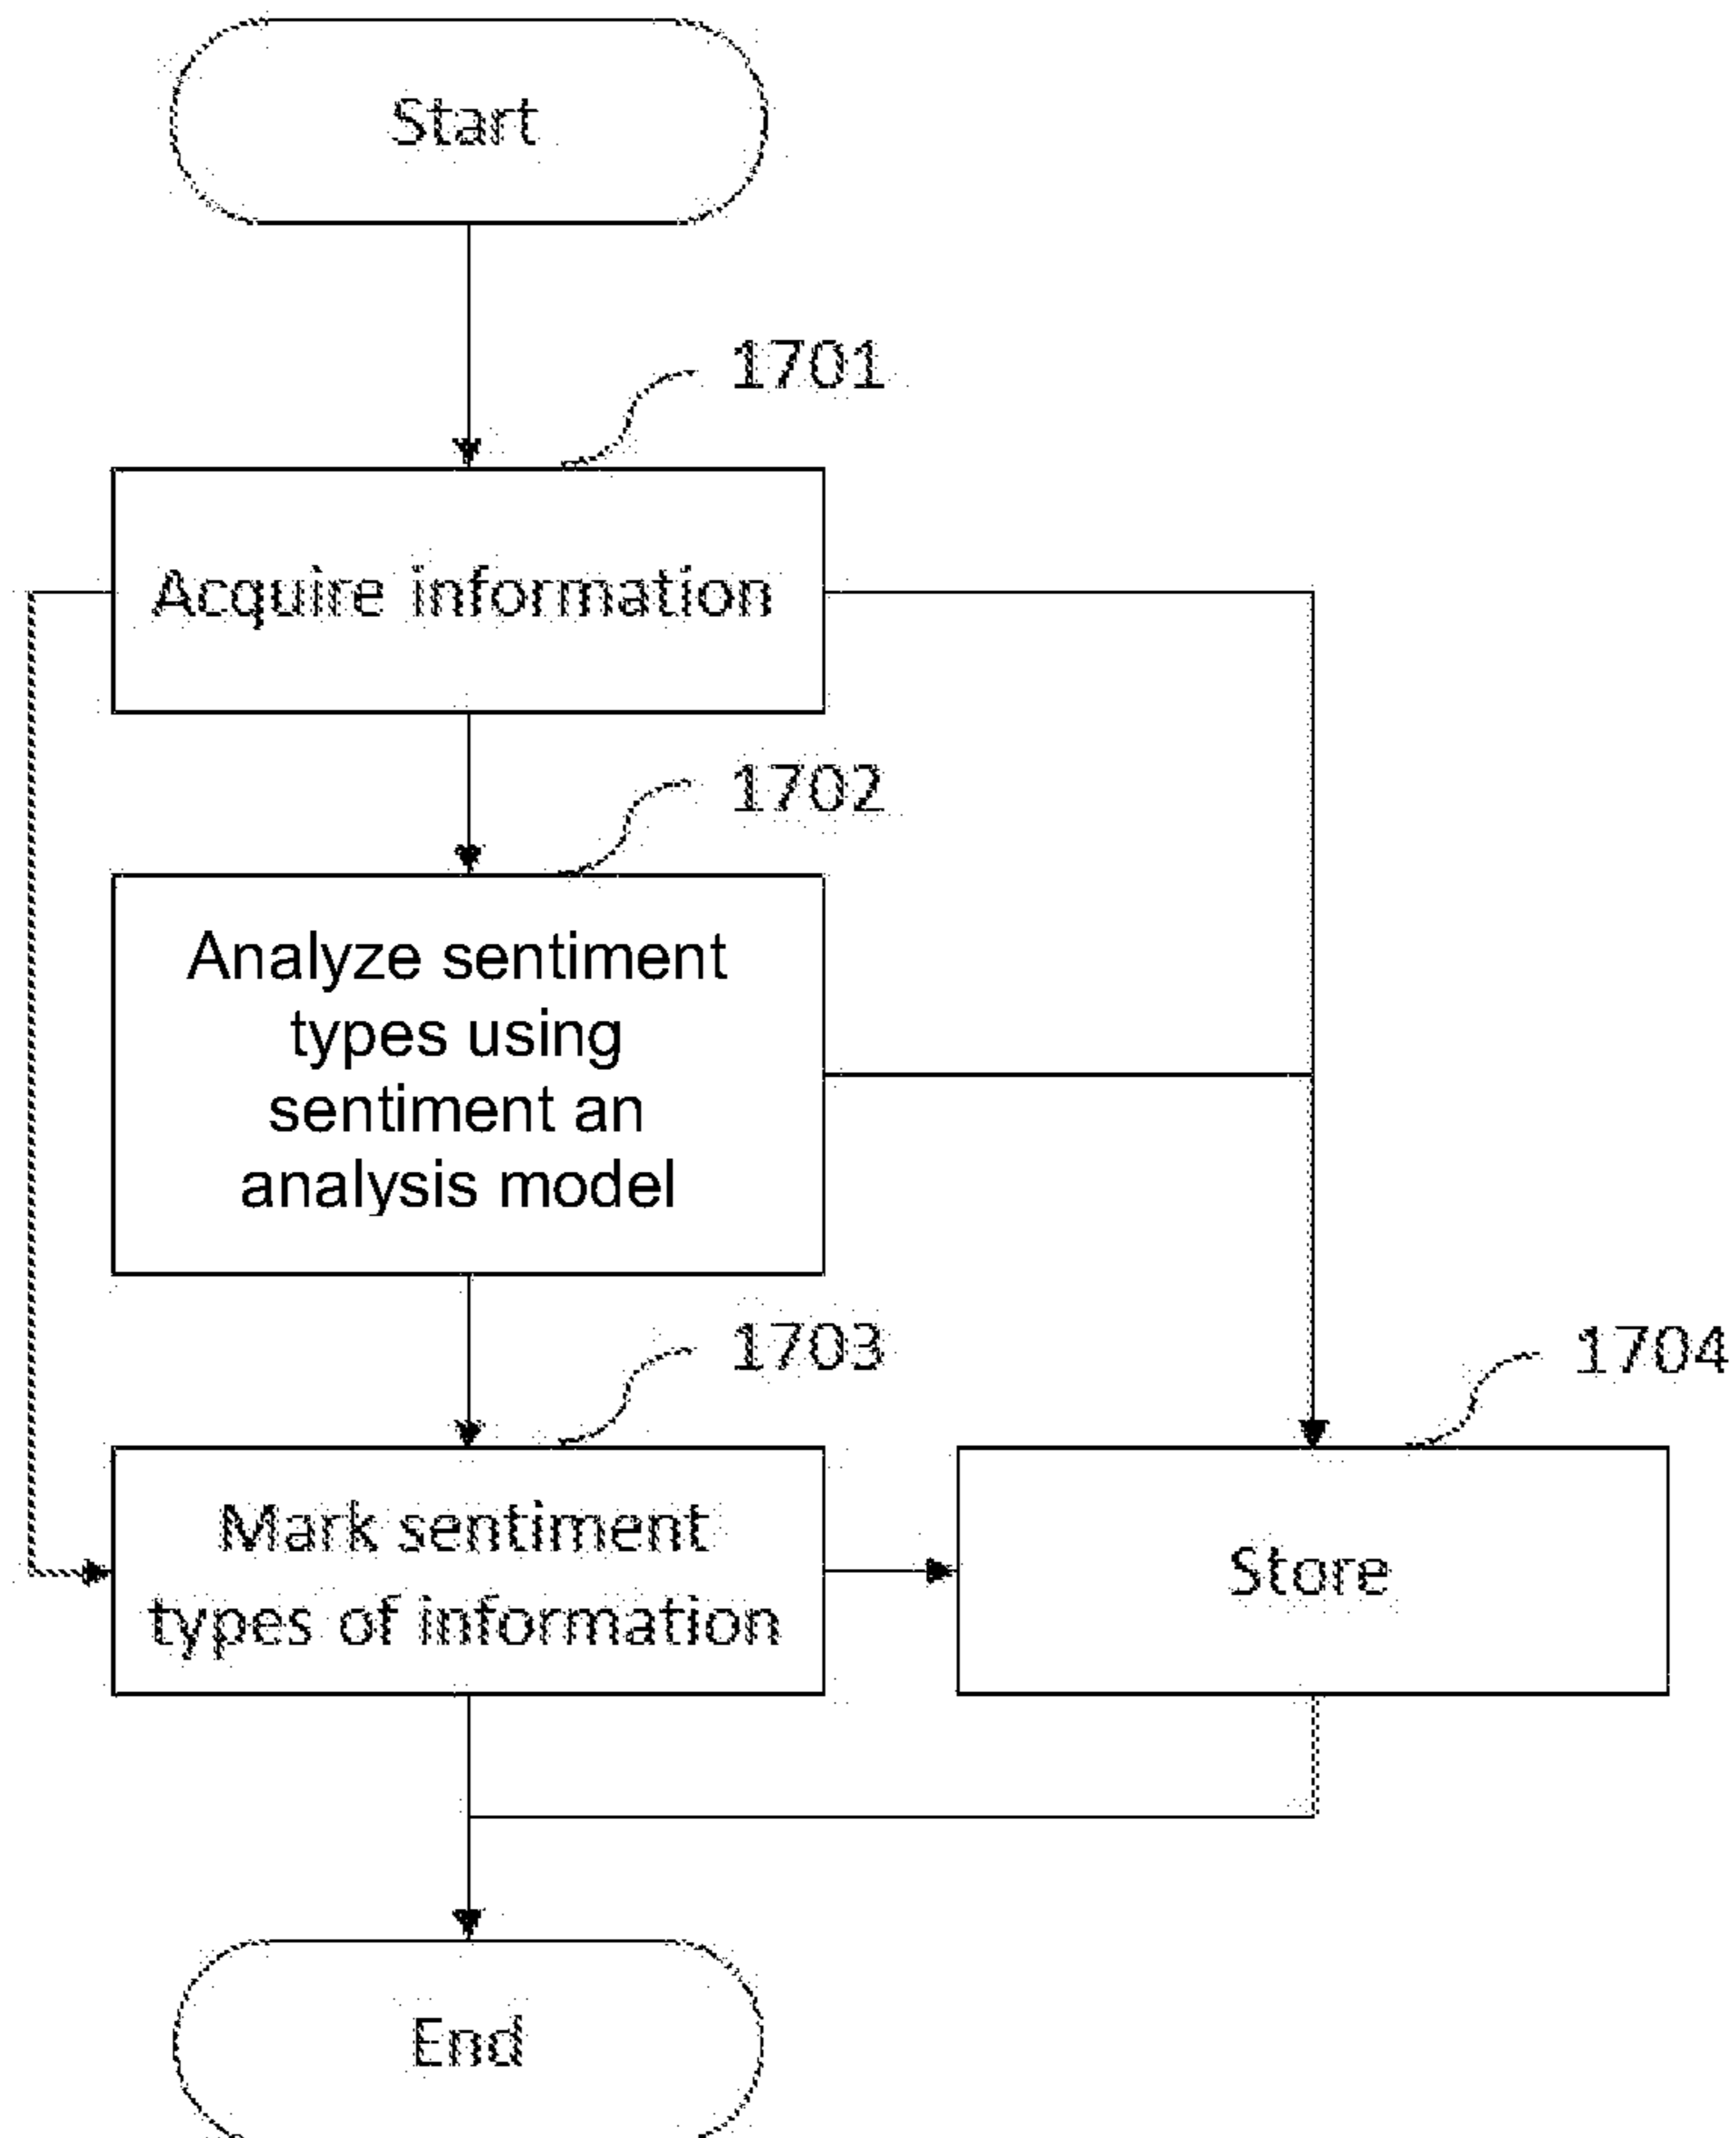 Start
1701
Acquire information
1702
Analyze sentiment
types using
sentiment an
analysis model
1703
Mark sentiment
types of information
1704
Store
End